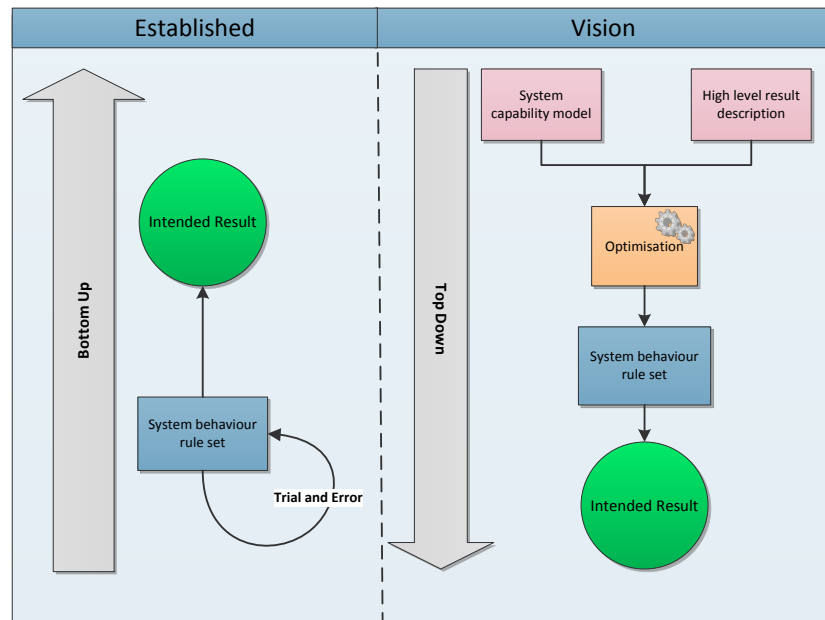 Established
Vision
Bottom Up
Intended Result
System behaviour
rule set
Trial and Error
Top Down
System
capability model
High level result
description
Optimisation
System behaviour
rule set
Intended Result